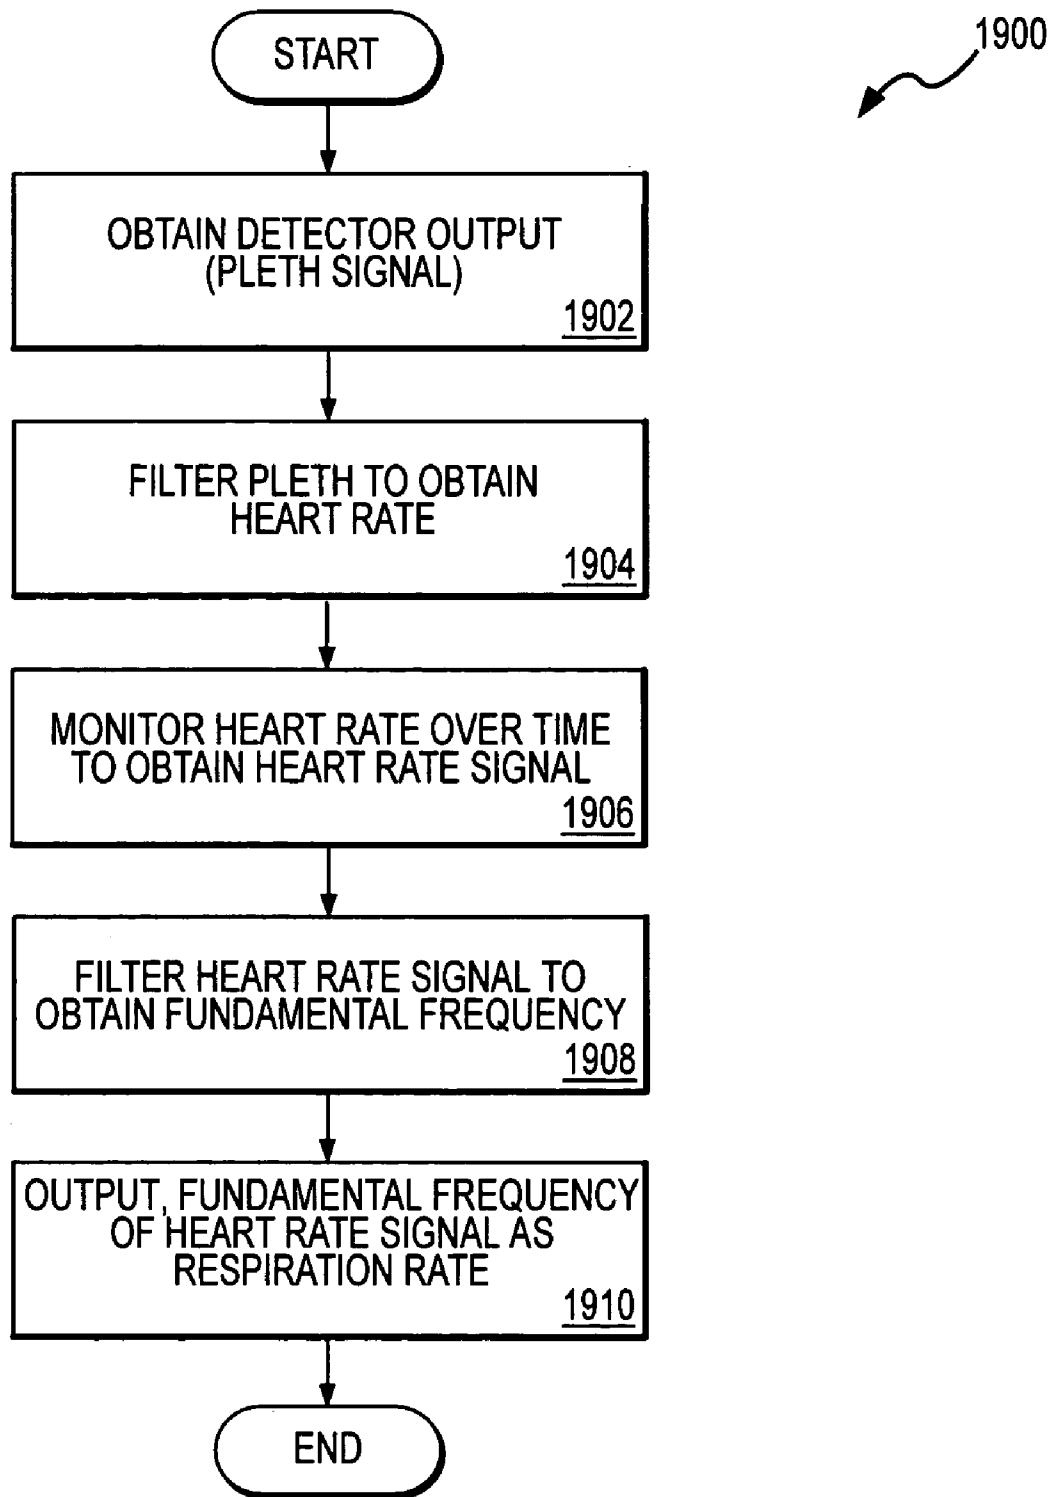 START
1900
OBTAIN DETECTOR OUTPUT
(PLETH SIGNAL)
1902
FILTER PLETH TO OBTAIN
HEART RATE
1904
MONITOR HEART RATE OVER TIME
TO OBTAIN HEART RATE SIGNAL
1906
FILTER HEART RATE SIGNAL TO
OBTAIN FUNDAMENTAL FREQUENCY
1908
OUTPUT, FUNDAMENTAL FREQUENCY
OF HEART RATE SIGNAL AS
RESPIRATION RATE
1910
END